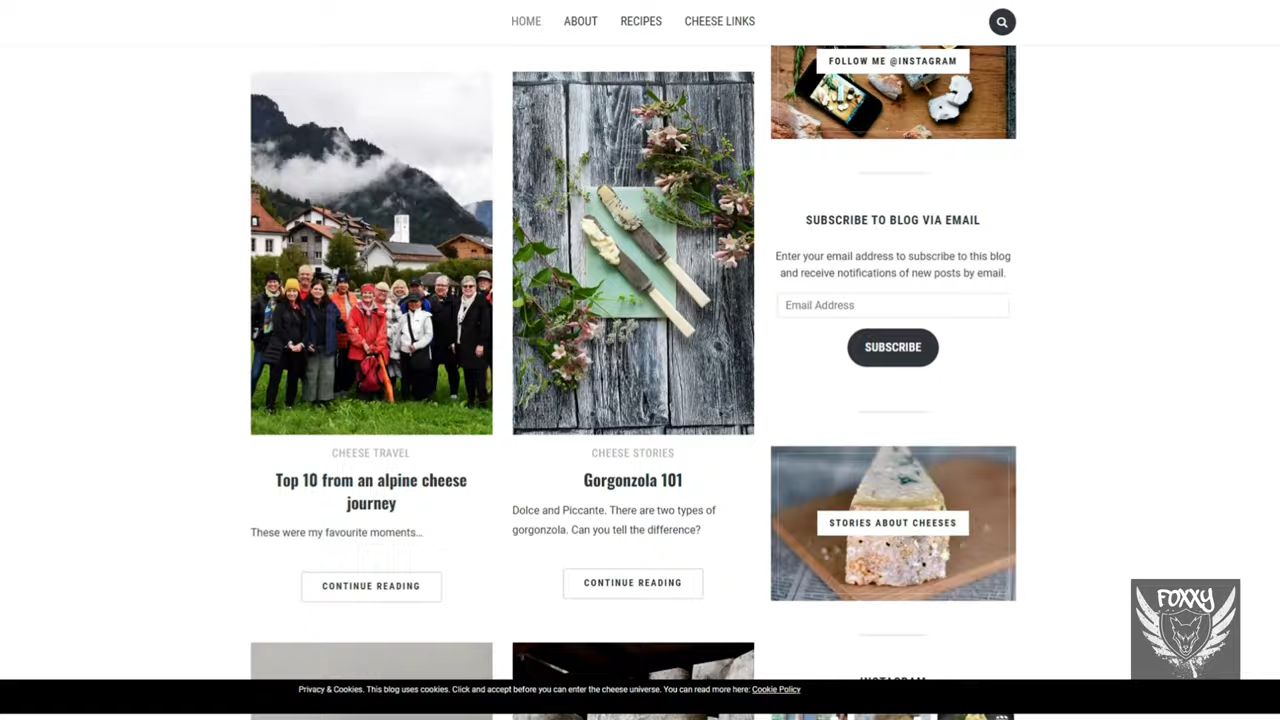 HOME ABOUT RECIPES CHEESE LINKS
FOLLOW ME @INSTAGRAM
SUBSCRIBE TO BLOG VIA EMAIL
Enter your email address to subscribe to this blog
and receive notifications of new posts by email.
Email Address
SUBSCRIBE
CHEESE TRAVEL
Top 10 from an alpine cheese
journey
These were my favourite moments...
CONTINUE READING
CHEESE STORIES
Gorgonzola 101
Dolce and Piccante. There are two types of
gorgonzola. Can you tell the difference?
CONTINUE READING
STORIES ABOUT CHEESES
FOXXY
INSTAGRAM
Privacy & Cookies. This blog uses cookies. Click and accept before you can enter the cheese universe. You can read more here: Cookie Policy